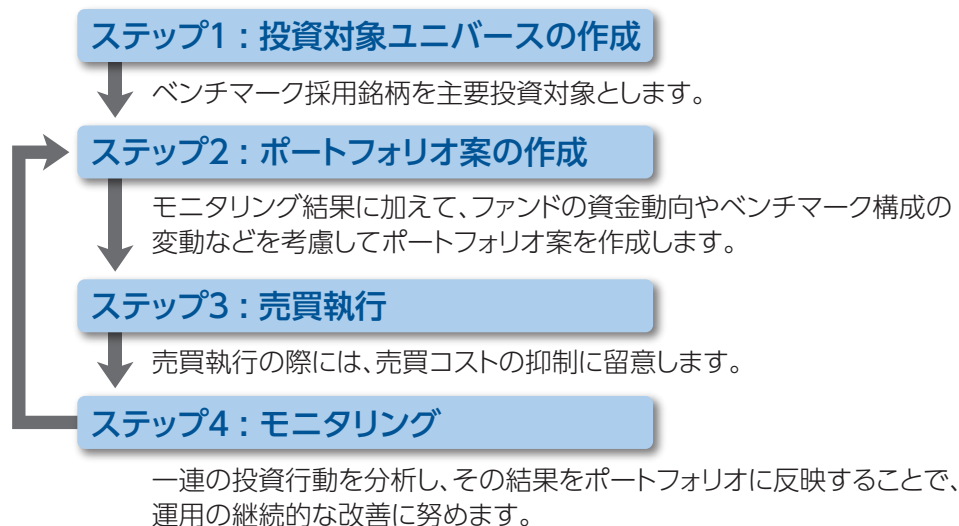 ステップ1：投資対象ユニバースの作成
ベンチマーク採用銘柄を主要投資対象とします。
ステップ2：ポートフォリオ案の作成
モニタリング結果に加えて、ファンドの資金動向やベンチマーク構成の
変動などを考慮してポートフォリオ案を作成します。
ステップ3：売買執行
売買執行の際には、売買コストの抑制に留意します。
ステップ4：モニタリング
一連の投資行動を分析し、その結果をポートフォリオに反映することで、
運用の継続的な改善に努めます。